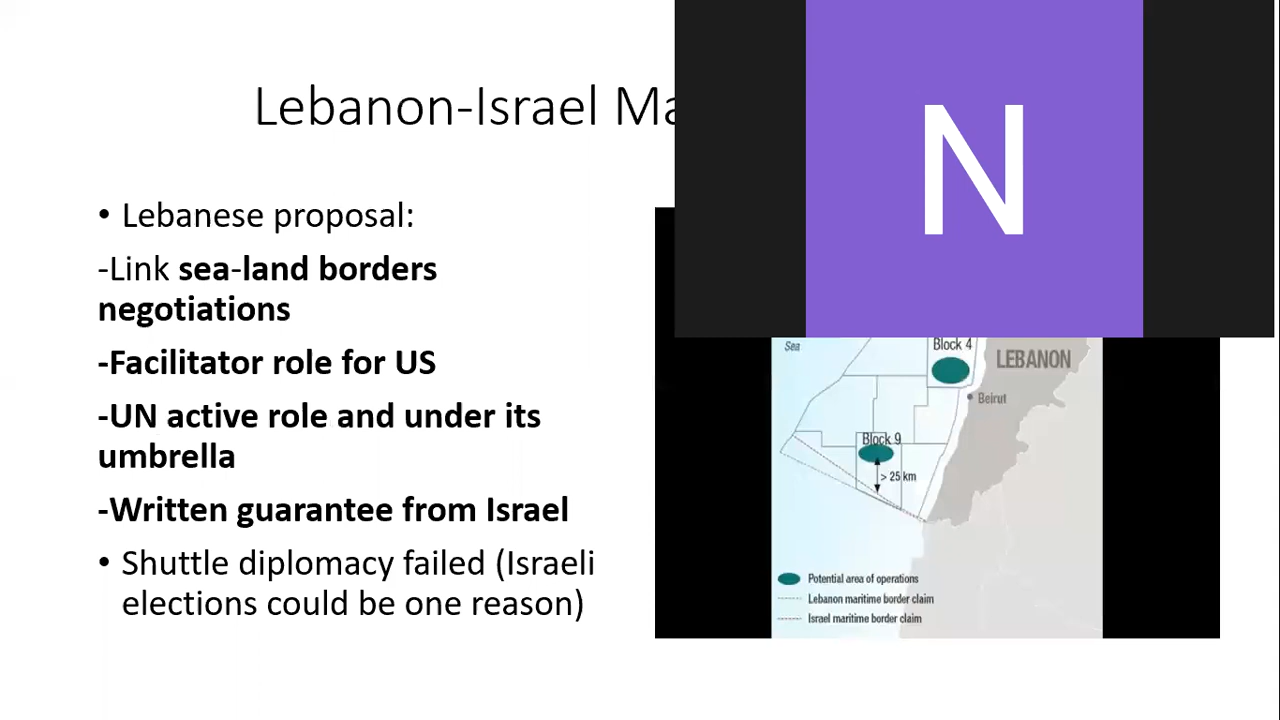 Lebanon-Israel Ma
N
• Lebanese proposal:
-Link sea-land borders
negotiations
-Facilitator role for US
-UN active role and under its
umbrella
-Written guarantee from Israel
• Shuttle diplomacy failed (Israeli
elections could be one reason)
Sea
Block 4
LEBANON
Beirut
Block 9
> 25 km
Potential area of operations
Lebanon maritime border claim
Israel maritime border claim